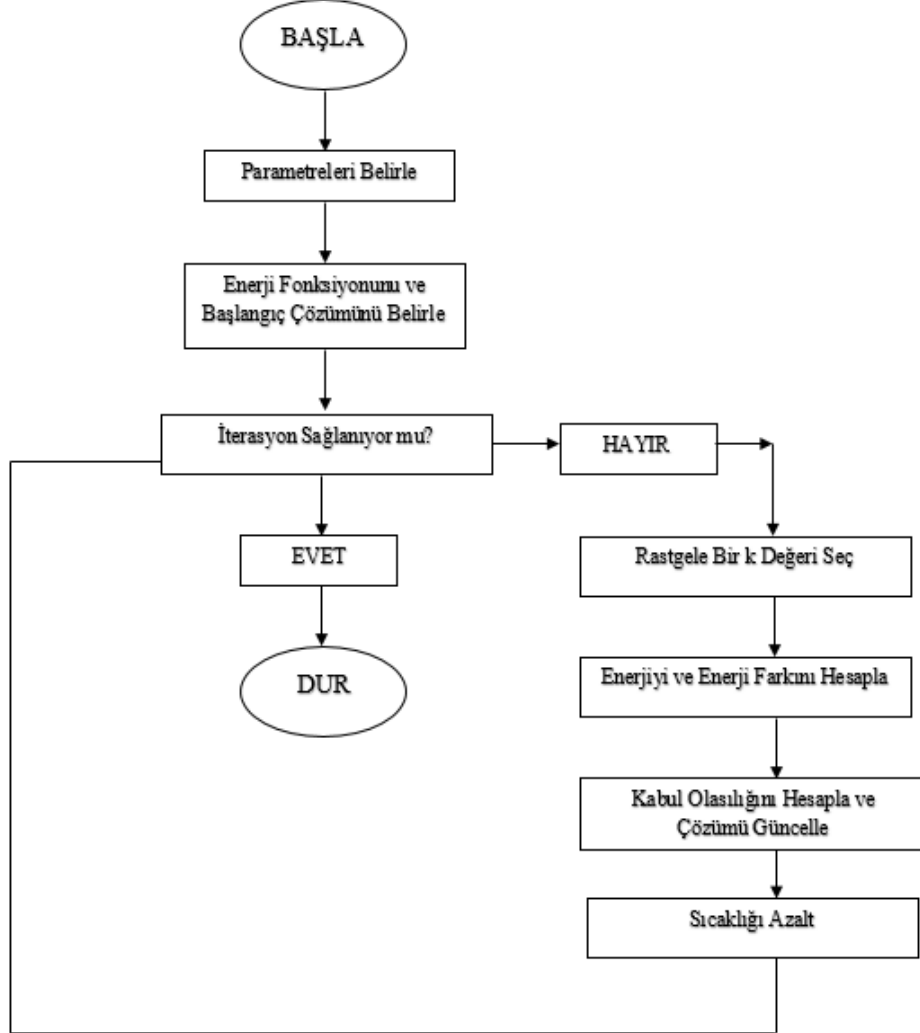 BAŞLA
Parametreleri Belirle
Enerji Fonksiyonunu ve
Başlangıç Çözümünü Belirle
İterasyon Sağlanıyor mu?
HAYIR
EVET
DUR
Rastgele Bir k Değeri Seç
Enerjiyi ve Enerji Farkını Hesapla
Kabul Olasılığını Hesapla ve
Çözümü Güncelle
Sıcaklığı Azalt